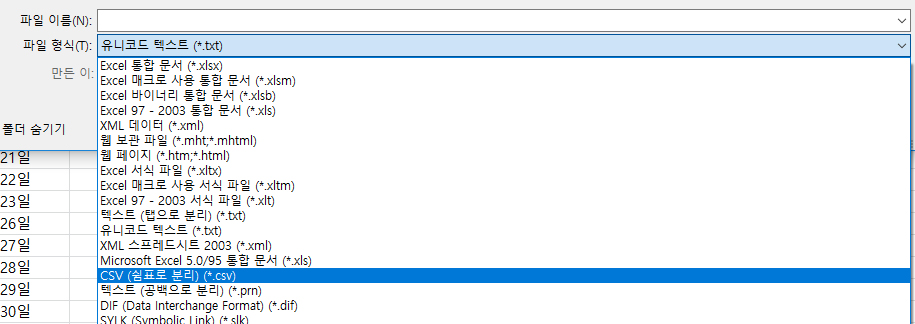 파일 이름(N):
파일 형식(T): 유니코드 텍스트 (*.txt)
만든 이:
Excel 통합 문서 (*.xlsx)
Excel 매크로 사용 통합 문서 (*.xlsm)
Excel 바이너리 통합 문서 (*.xlsb)
Excel 97 - 2003 통합 문서 (*.xls)
XML 데이터 (*.xml)
웹 보관 파일 (*.mht;*.mhtml)
웹 페이지 (*.htm;*.html)
Excel 서식 파일 (*.xltx)
Excel 매크로 사용 서식 파일 (*.xltm)
Excel 97 - 2003 서식 파일 (*.xlt)
텍스트 (탭으로 분리) (*.txt)
유니코드 텍스트 (*.txt)
XML 스프레드시트 2003 (*.xml)
Microsoft Excel 5.0/95 통합 문서 (*.xls)
CSV (쉼표로 분리) (*.csv)
텍스트 (공백으로 분리) (*.prn)
DIF (Data Interchange Format) (*.dif)
SYLK (Symbolic Link) (*.slk)
폴더 숨기기
21일
22일
23일
26일
27일
28일
29일
30일